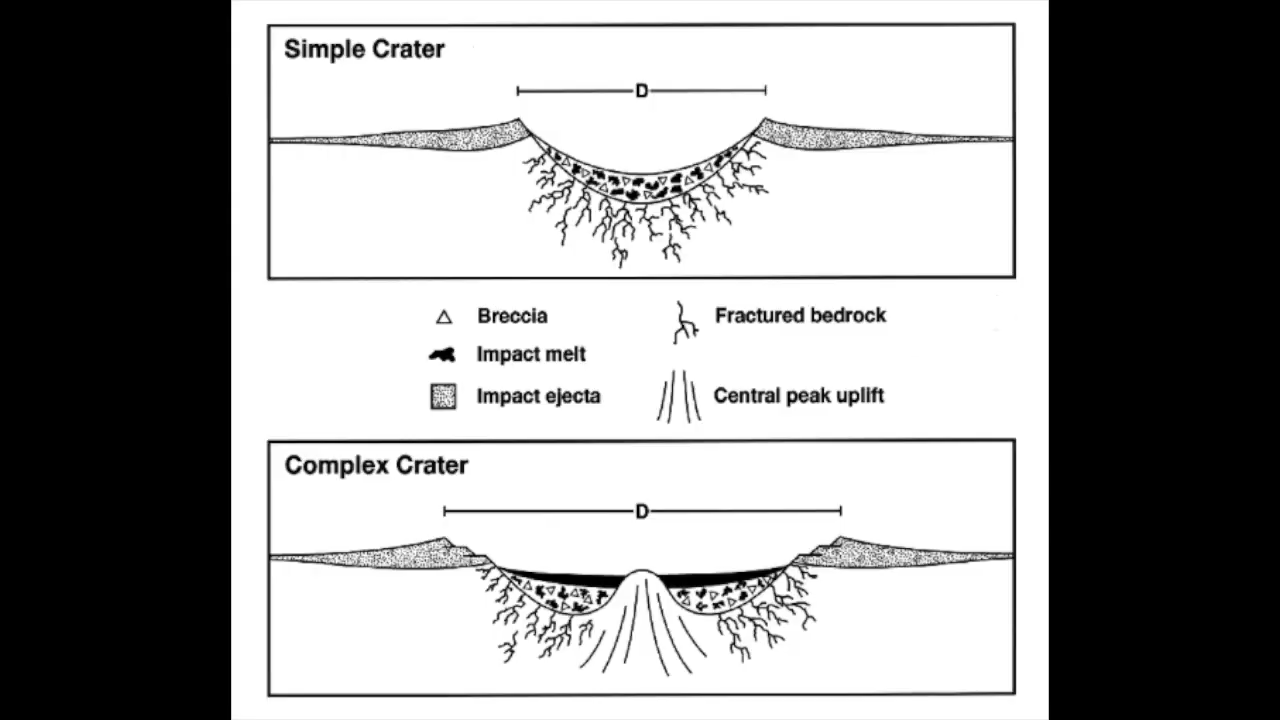 Simple Crater
D
Breccia
Fractured bedrock
Impact melt
Impact ejecta
Central peak uplift
Complex Crater
D